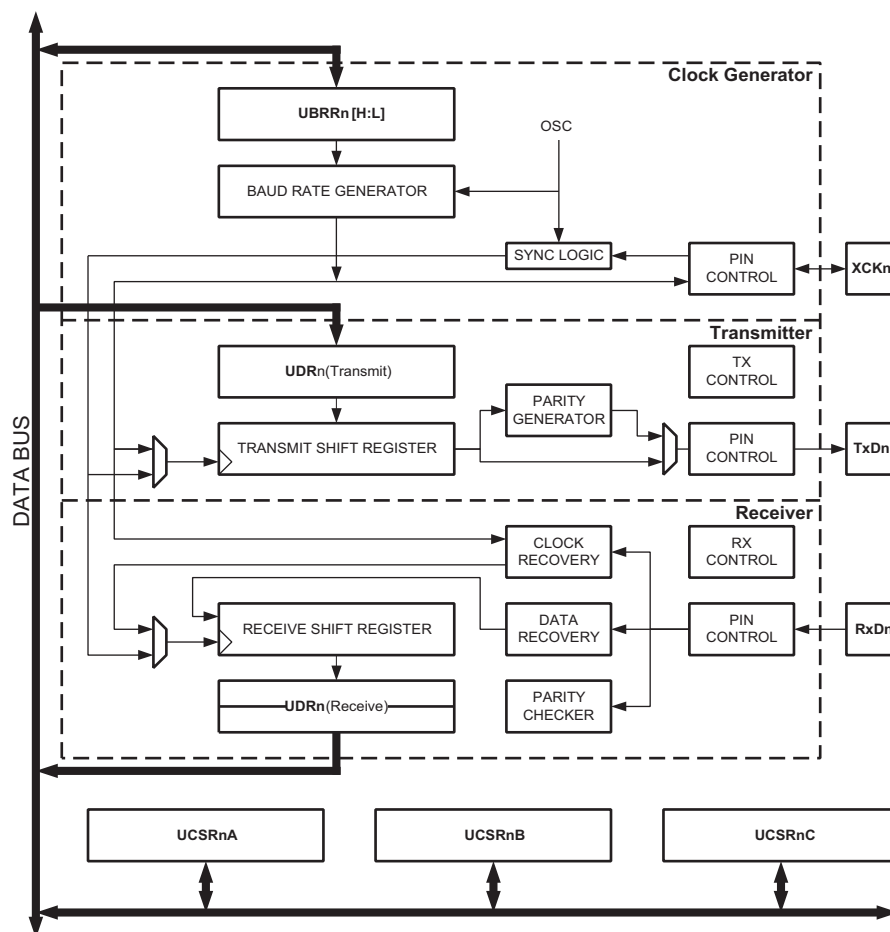 Clock Generator
UBRRn [H:L]
OSC
BAUD RATE GENERATOR
SYNC LOGIC
PIN
CONTROL
XCKn
Transmitter
UDRn(Transmit)
TX
CONTROL
PARITY
GENERATOR
TRANSMIT SHIFT REGISTER
PIN
CONTROL
TxDn
DATA BUS
Receiver
CLOCK
RECOVERY
RX
CONTROL
RECEIVE SHIFT REGISTER
DATA
RECOVERY
PIN
CONTROL
RxDn
UDRn(Receive)
PARITY
CHECKER
UCSRnA
UCSRnB
UCSRnC